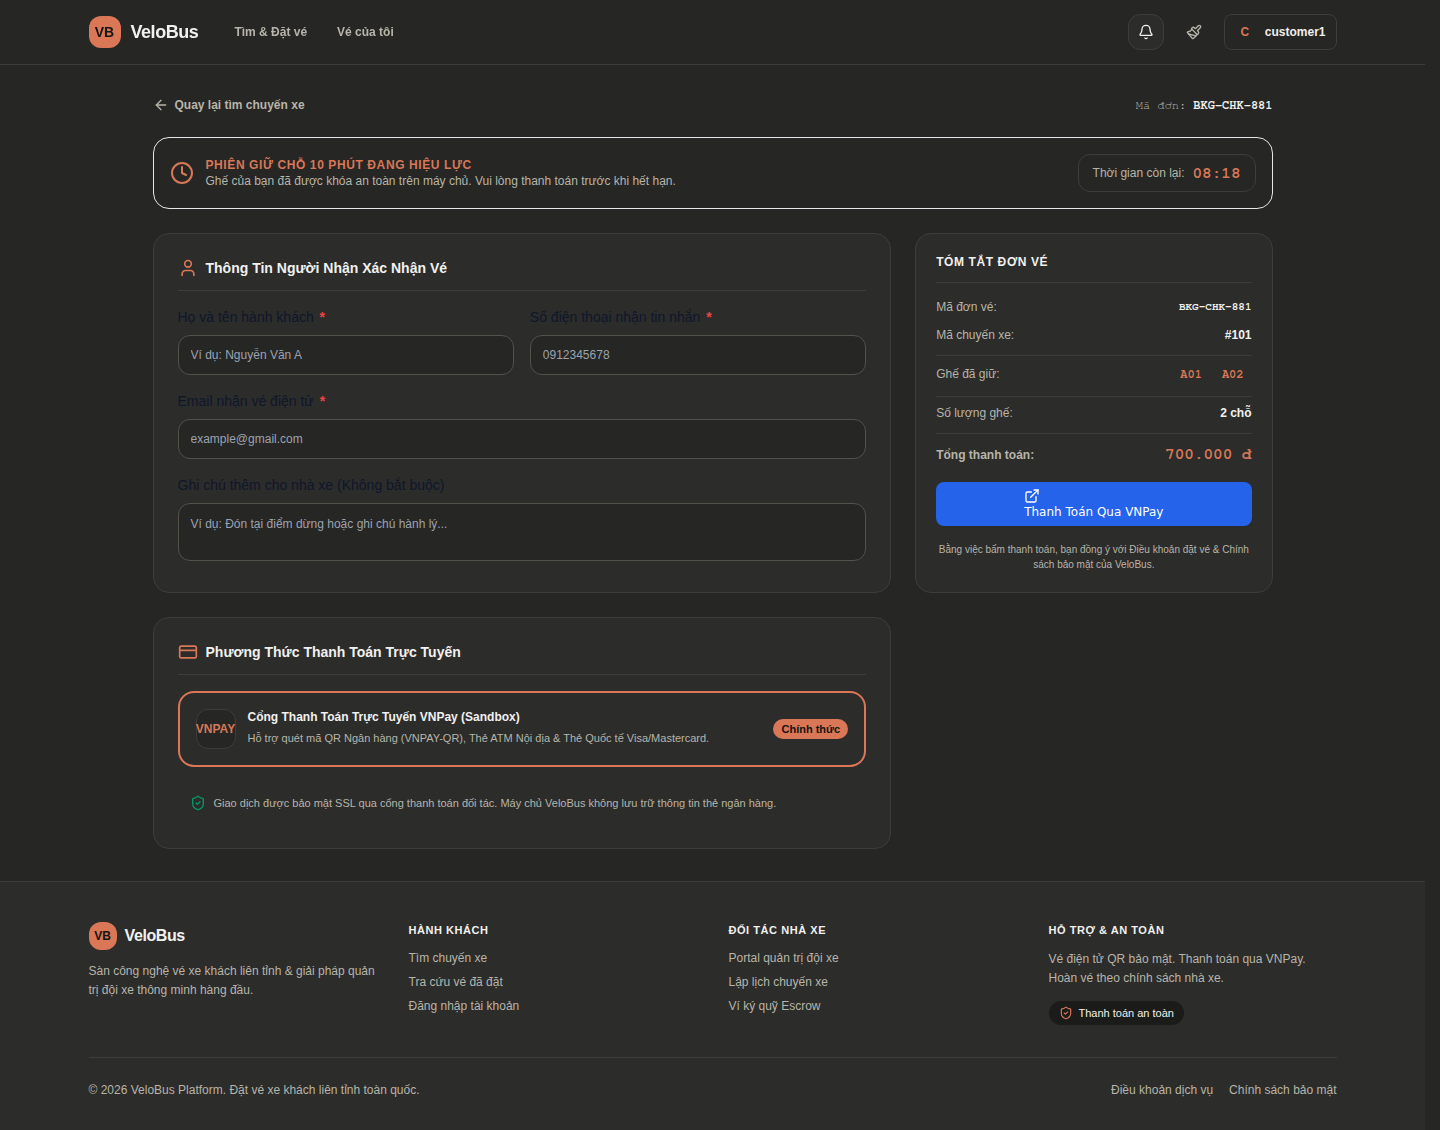 VB VeloBus Tìm & Đặt vé Vé của tôi C customer1
Quay lại tìm chuyến xe Mã đơn: BKG-CHK-881
PHIÊN GIỮ CHỖ 10 PHÚT ĐANG HIỆU LỰC
Ghế của bạn đã được khóa an toàn trên máy chủ. Vui lòng thanh toán trước khi hết hạn.
Thời gian còn lại: 08:18
Thông Tin Người Nhận Xác Nhận Vé
Họ và tên hành khách *
Số điện thoại nhận tin nhắn *
Ví dụ: Nguyễn Văn A
0912345678
Email nhận vé điện tử *
example@gmail.com
Ghi chú thêm cho nhà xe (Không bắt buộc)
Ví dụ: Đón tại điểm dừng hoặc ghi chú hành lý...
TÓM TẮT ĐƠN VÉ
Mã đơn vé: BKG-CHK-881
Mã chuyến xe: #101
Ghế đã giữ: A01 A02
Số lượng ghế: 2 chỗ
Tổng thanh toán: 700.000 đ
Thanh Toán Qua VNPay
Bằng việc bấm thanh toán, bạn đồng ý với Điều khoản đặt vé & Chính
sách bảo mật của VeloBus.
Phương Thức Thanh Toán Trực Tuyến
VNPAY
Cổng Thanh Toán Trực Tuyến VNPay (Sandbox)
Hỗ trợ quét mã QR Ngân hàng (VNPAY-QR), Thẻ ATM Nội địa & Thẻ Quốc tế Visa/Mastercard.
Chính thức
Giao dịch được bảo mật SSL qua cổng thanh toán đối tác. Máy chủ VeloBus không lưu trữ thông tin thẻ ngân hàng.
VB VeloBus
Sàn công nghệ vé xe khách liên tỉnh & giải pháp quản
trị đội xe thông minh hàng đầu.
HÀNH KHÁCH
Tìm chuyến xe
Tra cứu vé đã đặt
Đăng nhập tài khoản
ĐỐI TÁC NHÀ XE
Portal quản trị đội xe
Lập lịch chuyến xe
Ví ký quỹ Escrow
HỖ TRỢ & AN TOÀN
Vé điện tử QR bảo mật. Thanh toán qua VNPay.
Hoàn vé theo chính sách nhà xe.
Thanh toán an toàn
© 2026 VeloBus Platform. Đặt vé xe khách liên tỉnh toàn quốc.
Điều khoản dịch vụ Chính sách bảo mật